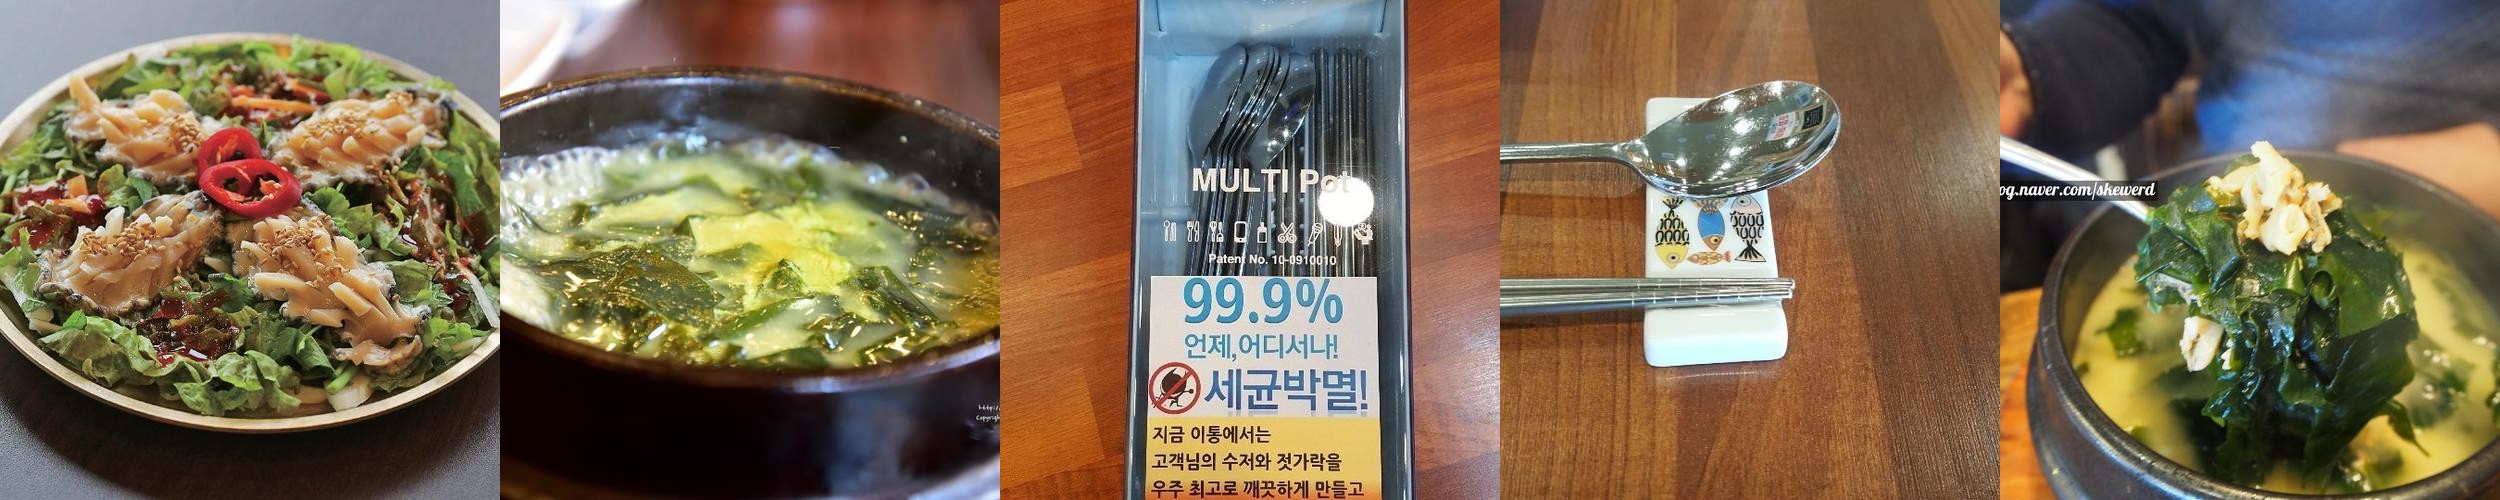 MULTI Pot
Patent No. 10-0910010
99.9%
언제,어디서나!
세균박멸!
지금 이통에서는
고객님의 수저와 젓가락을
우주 최고로 깨끗하게 만들고
og.naver.com/skewerd